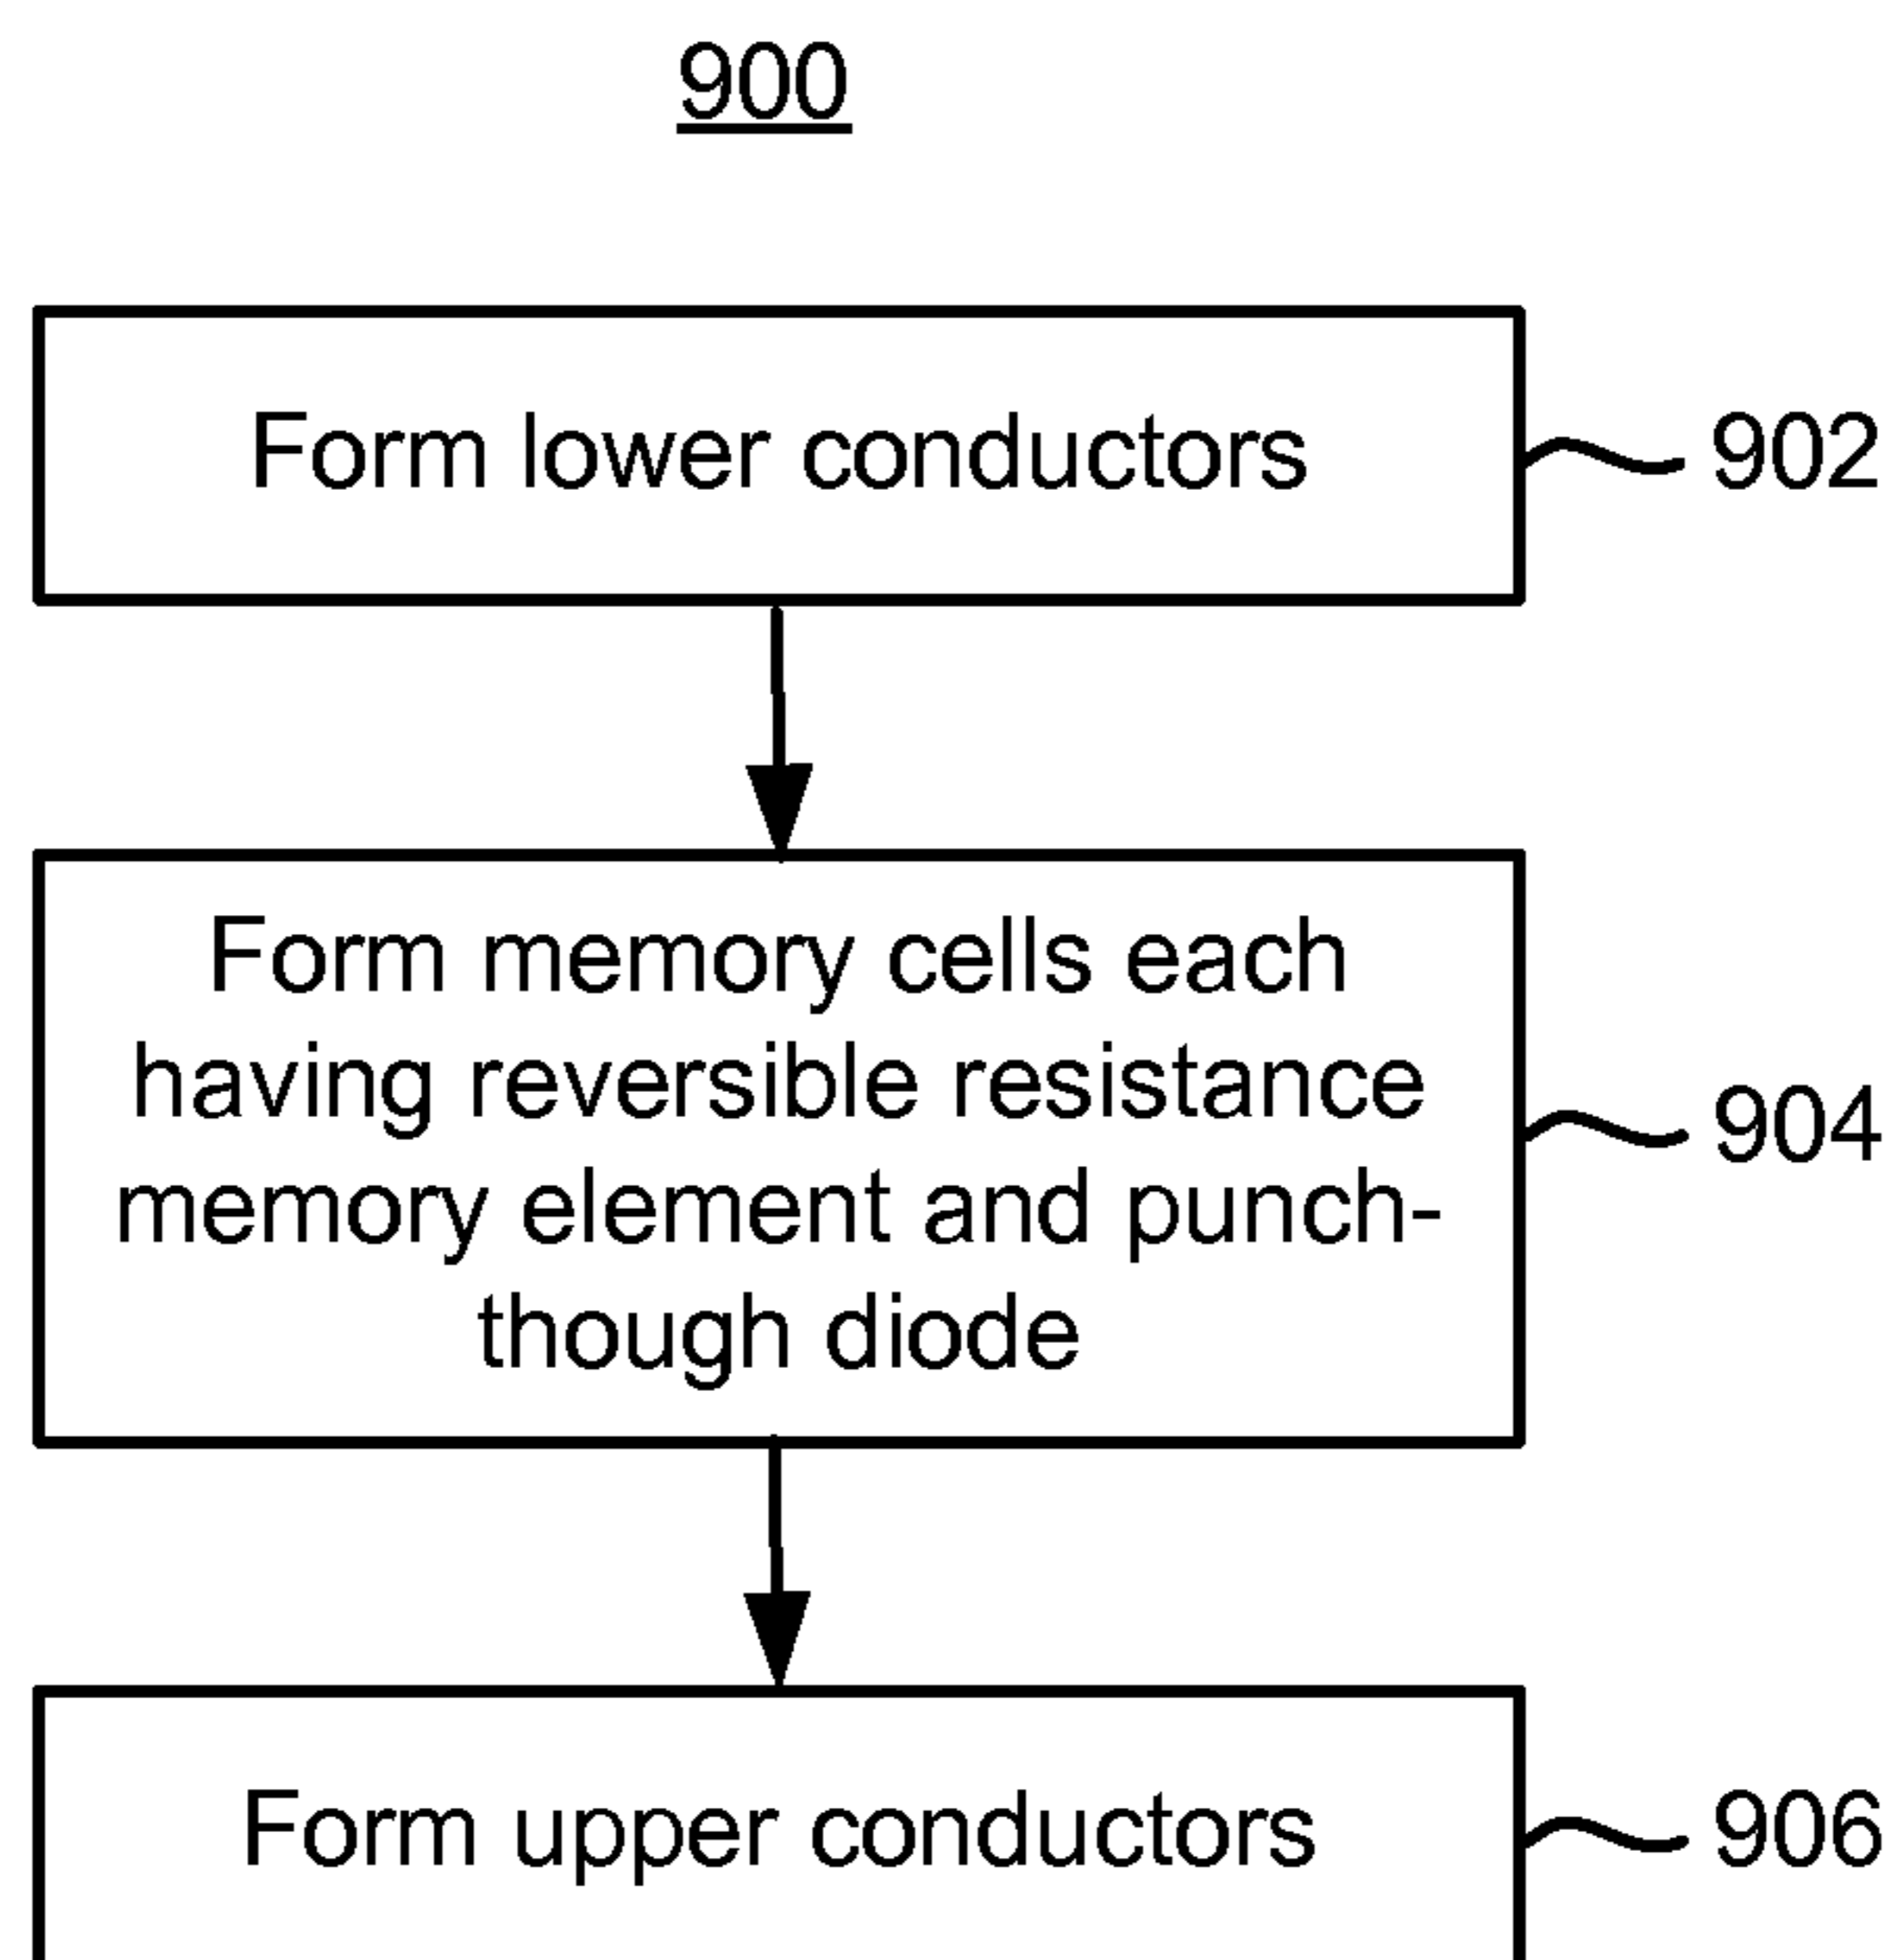 900
Form lower conductors
902
Form memory cells each
having reversible resistance
memory element and punch-
though diode
904
Form upper conductors
906